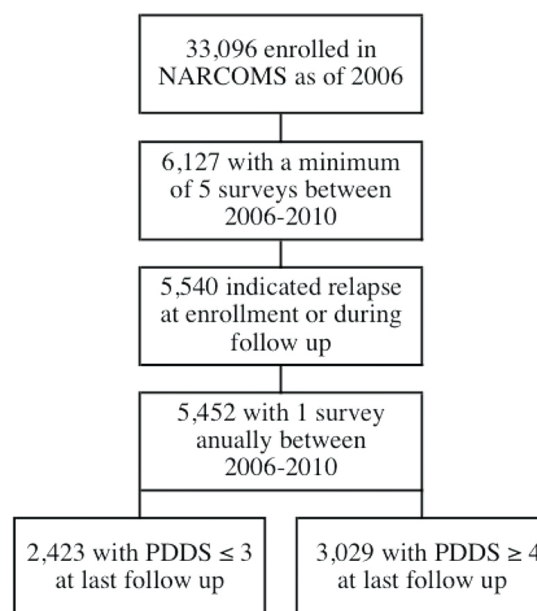 33,096 enrolled in
NARCOMS as of 2006
6,127 with a minimum
of 5 surveys between
2006-2010
5,540 indicated relapse
at enrollment or during
follow up
5,452 with 1 survey
anually between
2006-2010
2,423 with PDDS ≤ 3
at last follow up
3,029 with PDDS ≥ 4
at last follow up